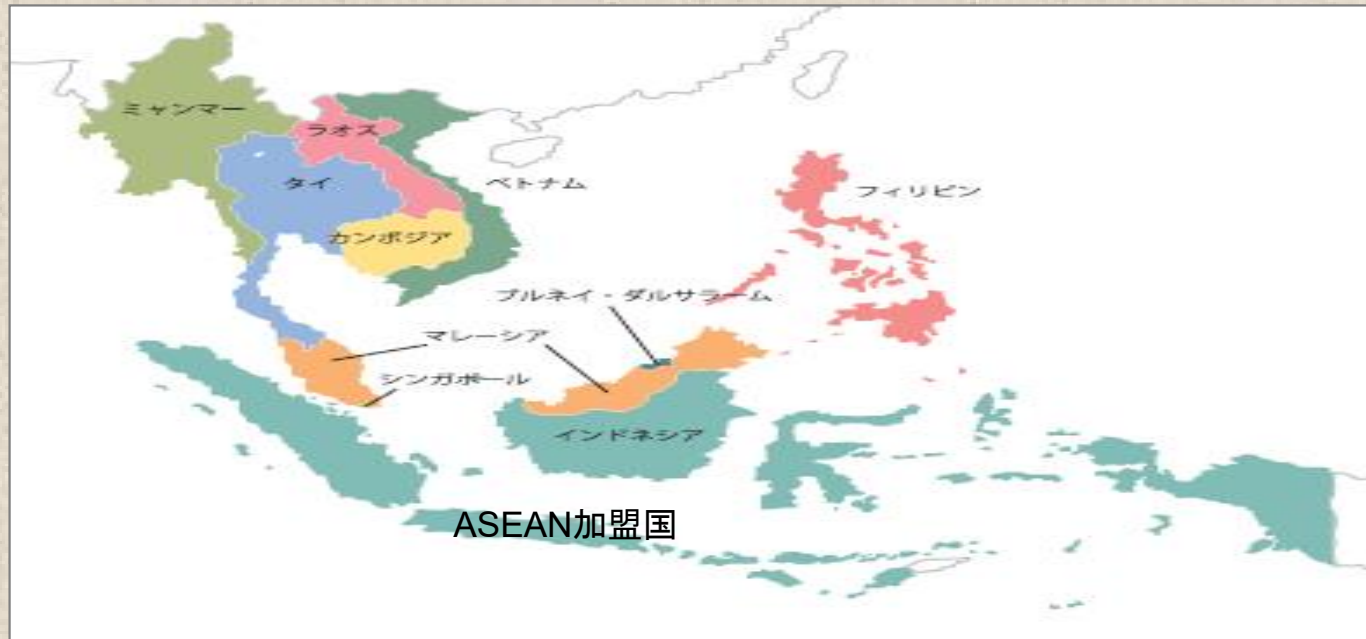 ミャンマー
ラオス
タイ
ベトナム
フィリピン
カンボジア
ブルネイ・ダルサラーム
マレーシア
シンガポール
インドネシア
ASEAN加盟国